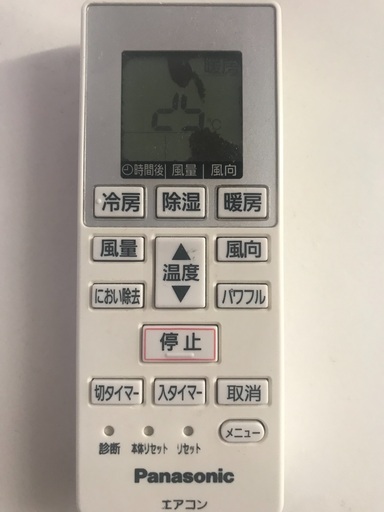 25℃
時間後 風量 風向
冷房 除湿 暖房
風量 温度 風向
におい除去 パワフル
停止
切タイマー 入タイマー 取消
診断 本体リセット リセット メニュー
Panasonic
エアコン